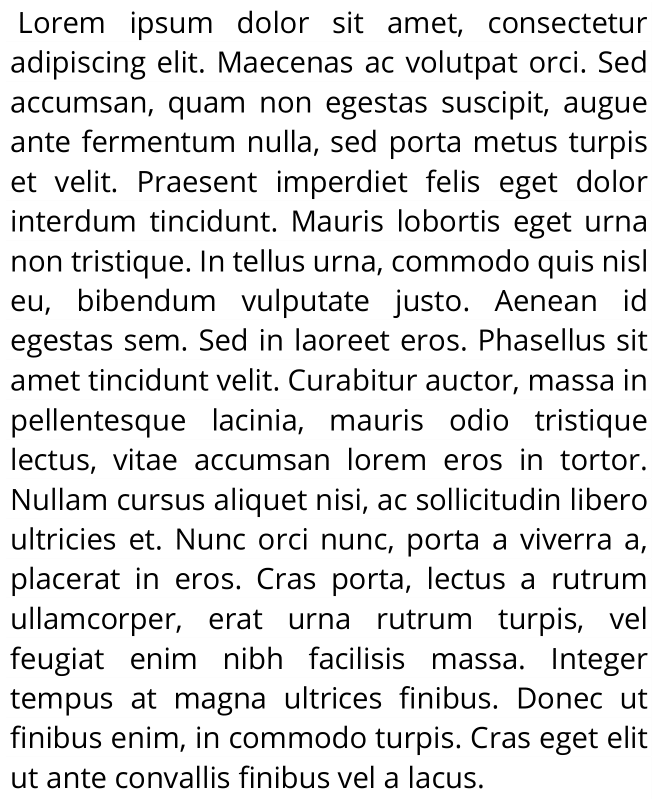 Lorem ipsum dolor sit amet, consectetur
adipiscing elit. Maecenas ac volutpat orci. Sed
accumsan, quam non egestas suscipit, augue
ante fermentum nulla, sed porta metus turpis
et velit. Praesent imperdiet felis eget dolor
interdum tincidunt. Mauris lobortis eget urna
non tristique. In tellus urna, commodo quis nisl
eu, bibendum vulputate justo. Aenean id
egestas sem. Sed in laoreet eros. Phasellus sit
amet tincidunt velit. Curabitur auctor, massa in
pellentesque lacinia, mauris odio tristique
lectus, vitae accumsan lorem eros in tortor.
Nullam cursus aliquet nisi, ac sollicitudin libero
ultricies et. Nunc orci nunc, porta a viverra a,
placerat in eros. Cras porta, lectus a rutrum
ullamcorper, erat urna rutrum turpis, vel
feugiat enim nibh facilisis massa. Integer
tempus at magna ultrices finibus. Donec ut
finibus enim, in commodo turpis. Cras eget elit
ut ante convallis finibus vel a lacus.